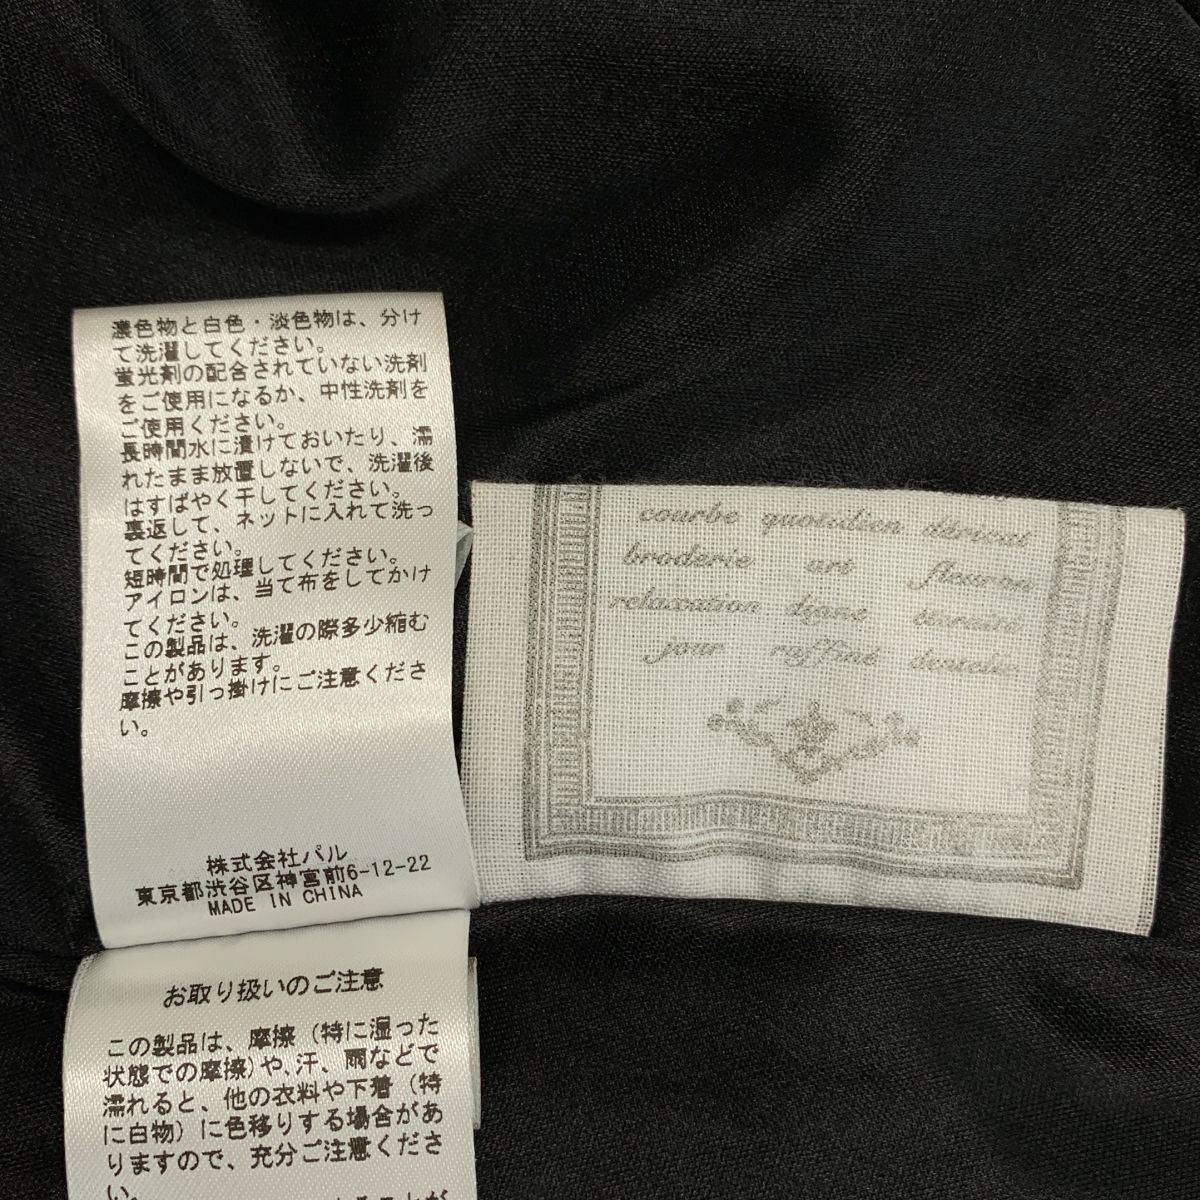 濃色物と白色・淡色物は、分け
て洗濯してください。
蛍光剤の配合されていない洗剤
をご使用になるか、中性洗剤を
ご使用ください。
長時間水に漬けておいたり、濡
れたまま放置しないで、洗濯後
はすばやく干してください。
裏返して、ネットに入れて洗っ
てください。
短時間で処理してください。
アイロンは、当て布をしてかけ
てください。
この製品は、洗濯の際多少縮む
ことがあります。
摩擦や引っ掛けにご注意くださ
い。
株式会社パル
東京都渋谷区神宮前6-12-22
MADE IN CHINA
courbe quotidien
broderie art fleuron
relaxation digne
jour raffiné
お取り扱いのご注意
この製品は、摩擦（特に湿った
状態での摩擦）や、汗、雨などで
濡れると、他の衣料や下着（特
に白物）に色移りする場合があ
りますので、充分ご注意くださ
い。
ことが